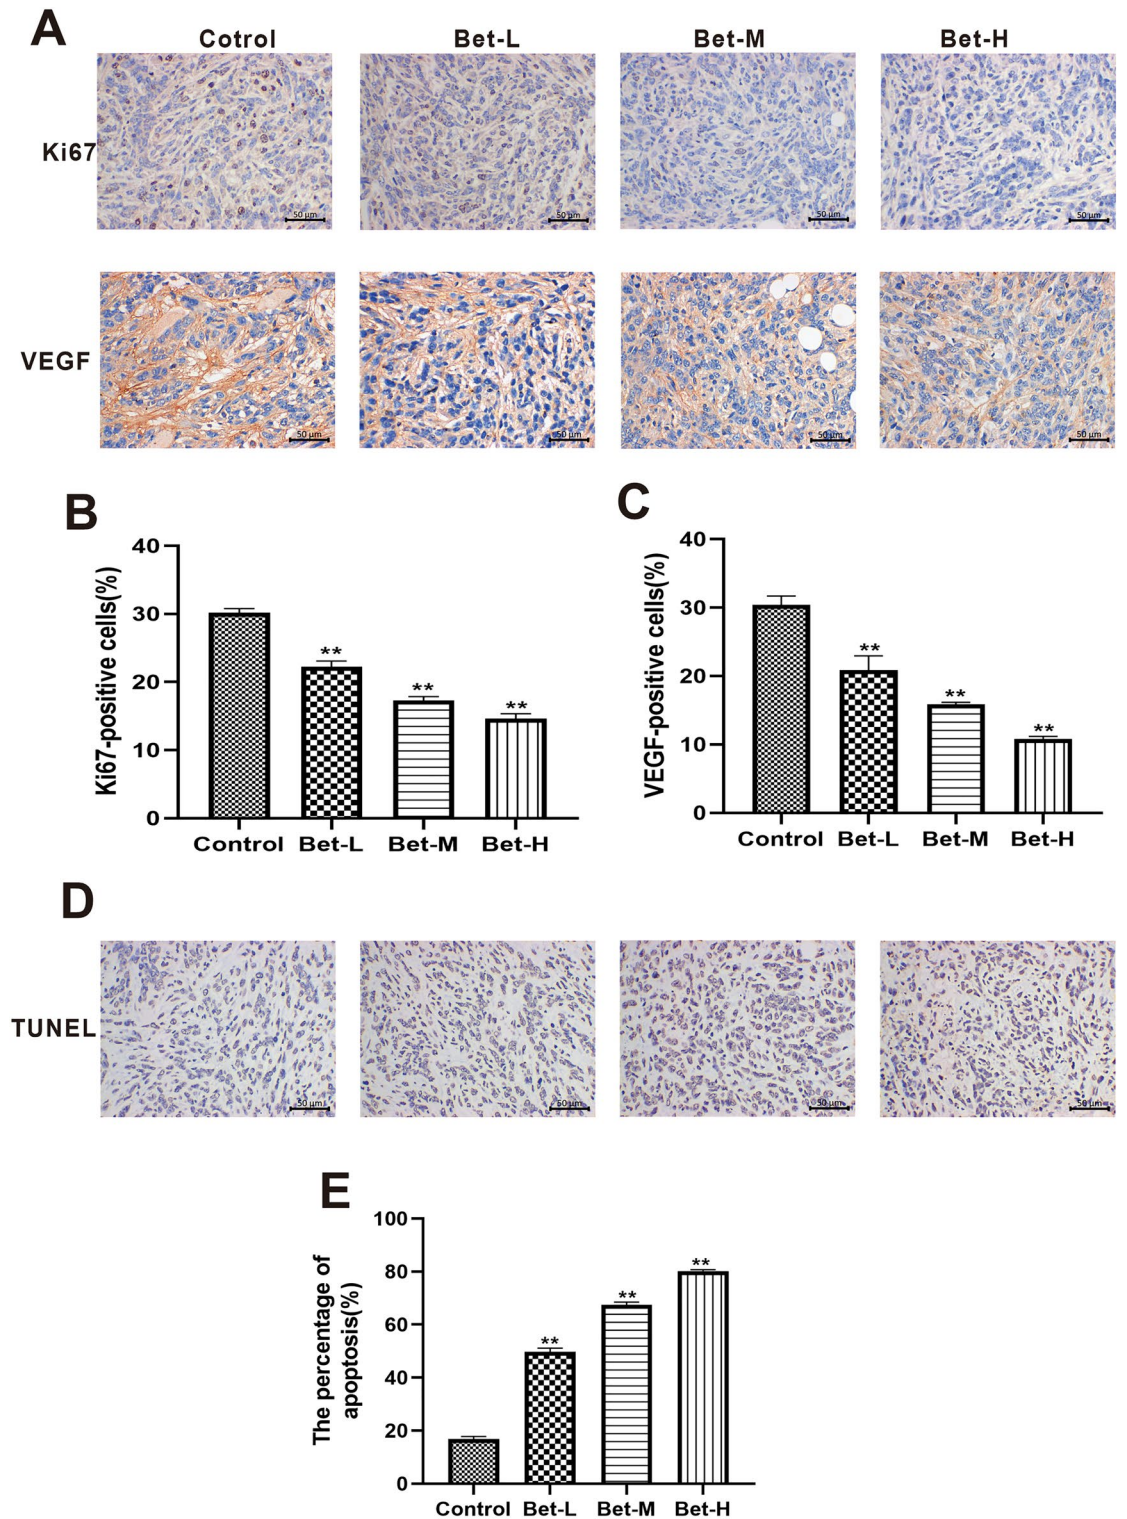 A
Cotrol Bet-L Bet-M Bet-H
Ki67
50 µm 50 µm 50 µm 50 µm
VEGF
50 µm 50 µm 50 µm 50 µm
B
Ki67-positive cells(%)
40
30
20
10
0
** ** **
Control Bet-L Bet-M Bet-H
C
VEGF-positive cells(%)
40
30
20
10
0
** ** **
Control Bet-L Bet-M Bet-H
D
TUNEL
50 µm 50 µm 50 µm 50 µm
E
The percentage of
apoptosis(%)
100
80
60
40
20
0
** ** **
Control Bet-L Bet-M Bet-H